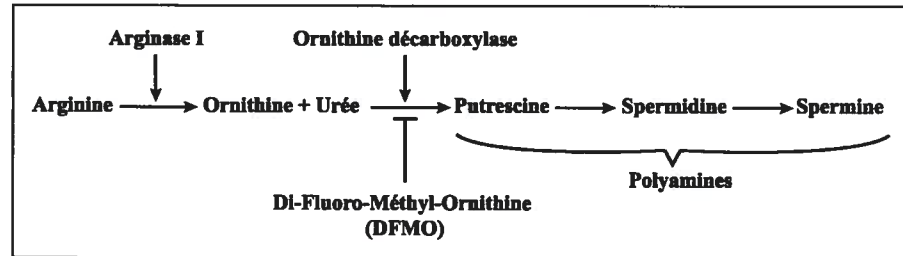 Arginase I Ornithine décarboxylase
Arginine Ornithine + Urée Putrescine Spermidine Spermine
Polyamines
Di-Fluoro-Méthyl-Ornithine
(DFMO)